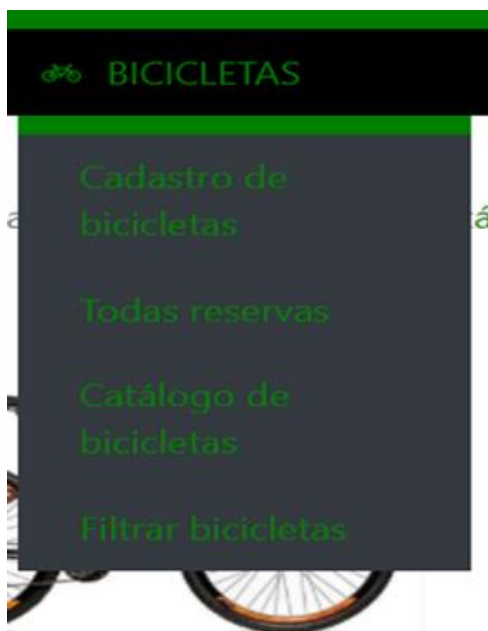 BICICLETAS
Cadastro de
bicicletas
Todas reservas
Catálogo de
bicicletas
Filtrar bicicletas